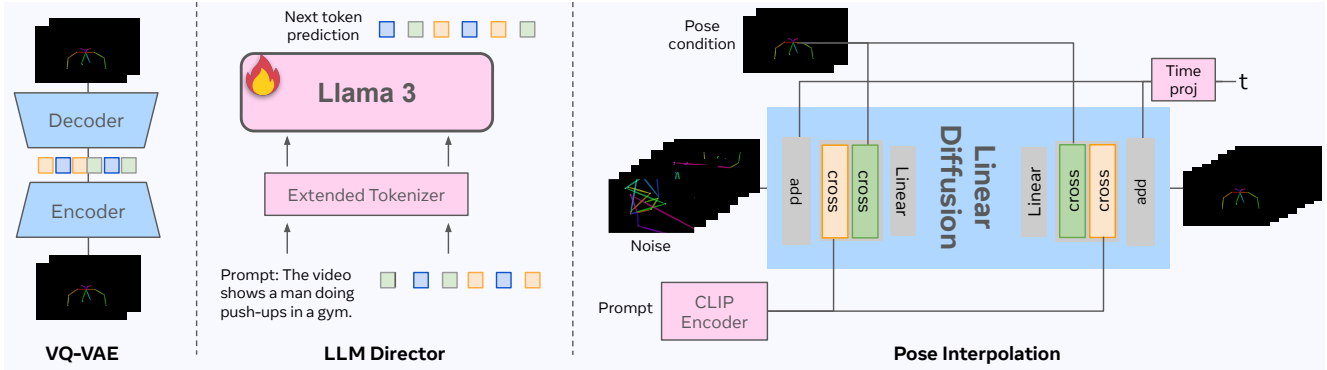 Decoder
Encoder
VQ-VAE
Next token
prediction
Llama 3
Extended Tokenizer
Prompt: The video
shows a man doing
push-ups in a gym.
LLM Director
Pose
condition
Time
proj
t
Noise
add
cross
cross
Linear
Linear
Diffusion
Linear
cross
cross
add
Prompt
CLIP
Encoder
Pose Interpolation